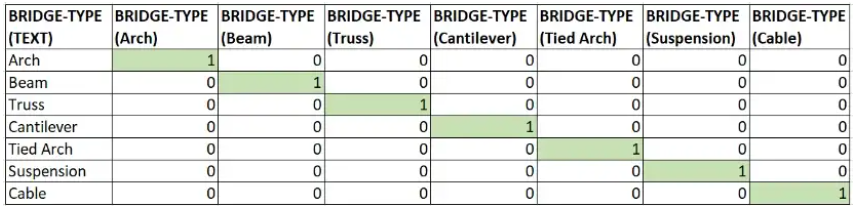 BRIDGE-TYPE (TEXT) BRIDGE-TYPE (Arch) BRIDGE-TYPE (Beam) BRIDGE-TYPE (Truss) BRIDGE-TYPE (Cantilever) BRIDGE-TYPE (Tied Arch) BRIDGE-TYPE (Suspension) BRIDGE-TYPE (Cable)
Arch 1 0 0 0 0 0 0
Beam 0 1 0 0 0 0 0
Truss 0 0 1 0 0 0 0
Cantilever 0 0 0 1 0 0 0
Tied Arch 0 0 0 0 1 0 0
Suspension 0 0 0 0 0 1 0
Cable 0 0 0 0 0 0 1